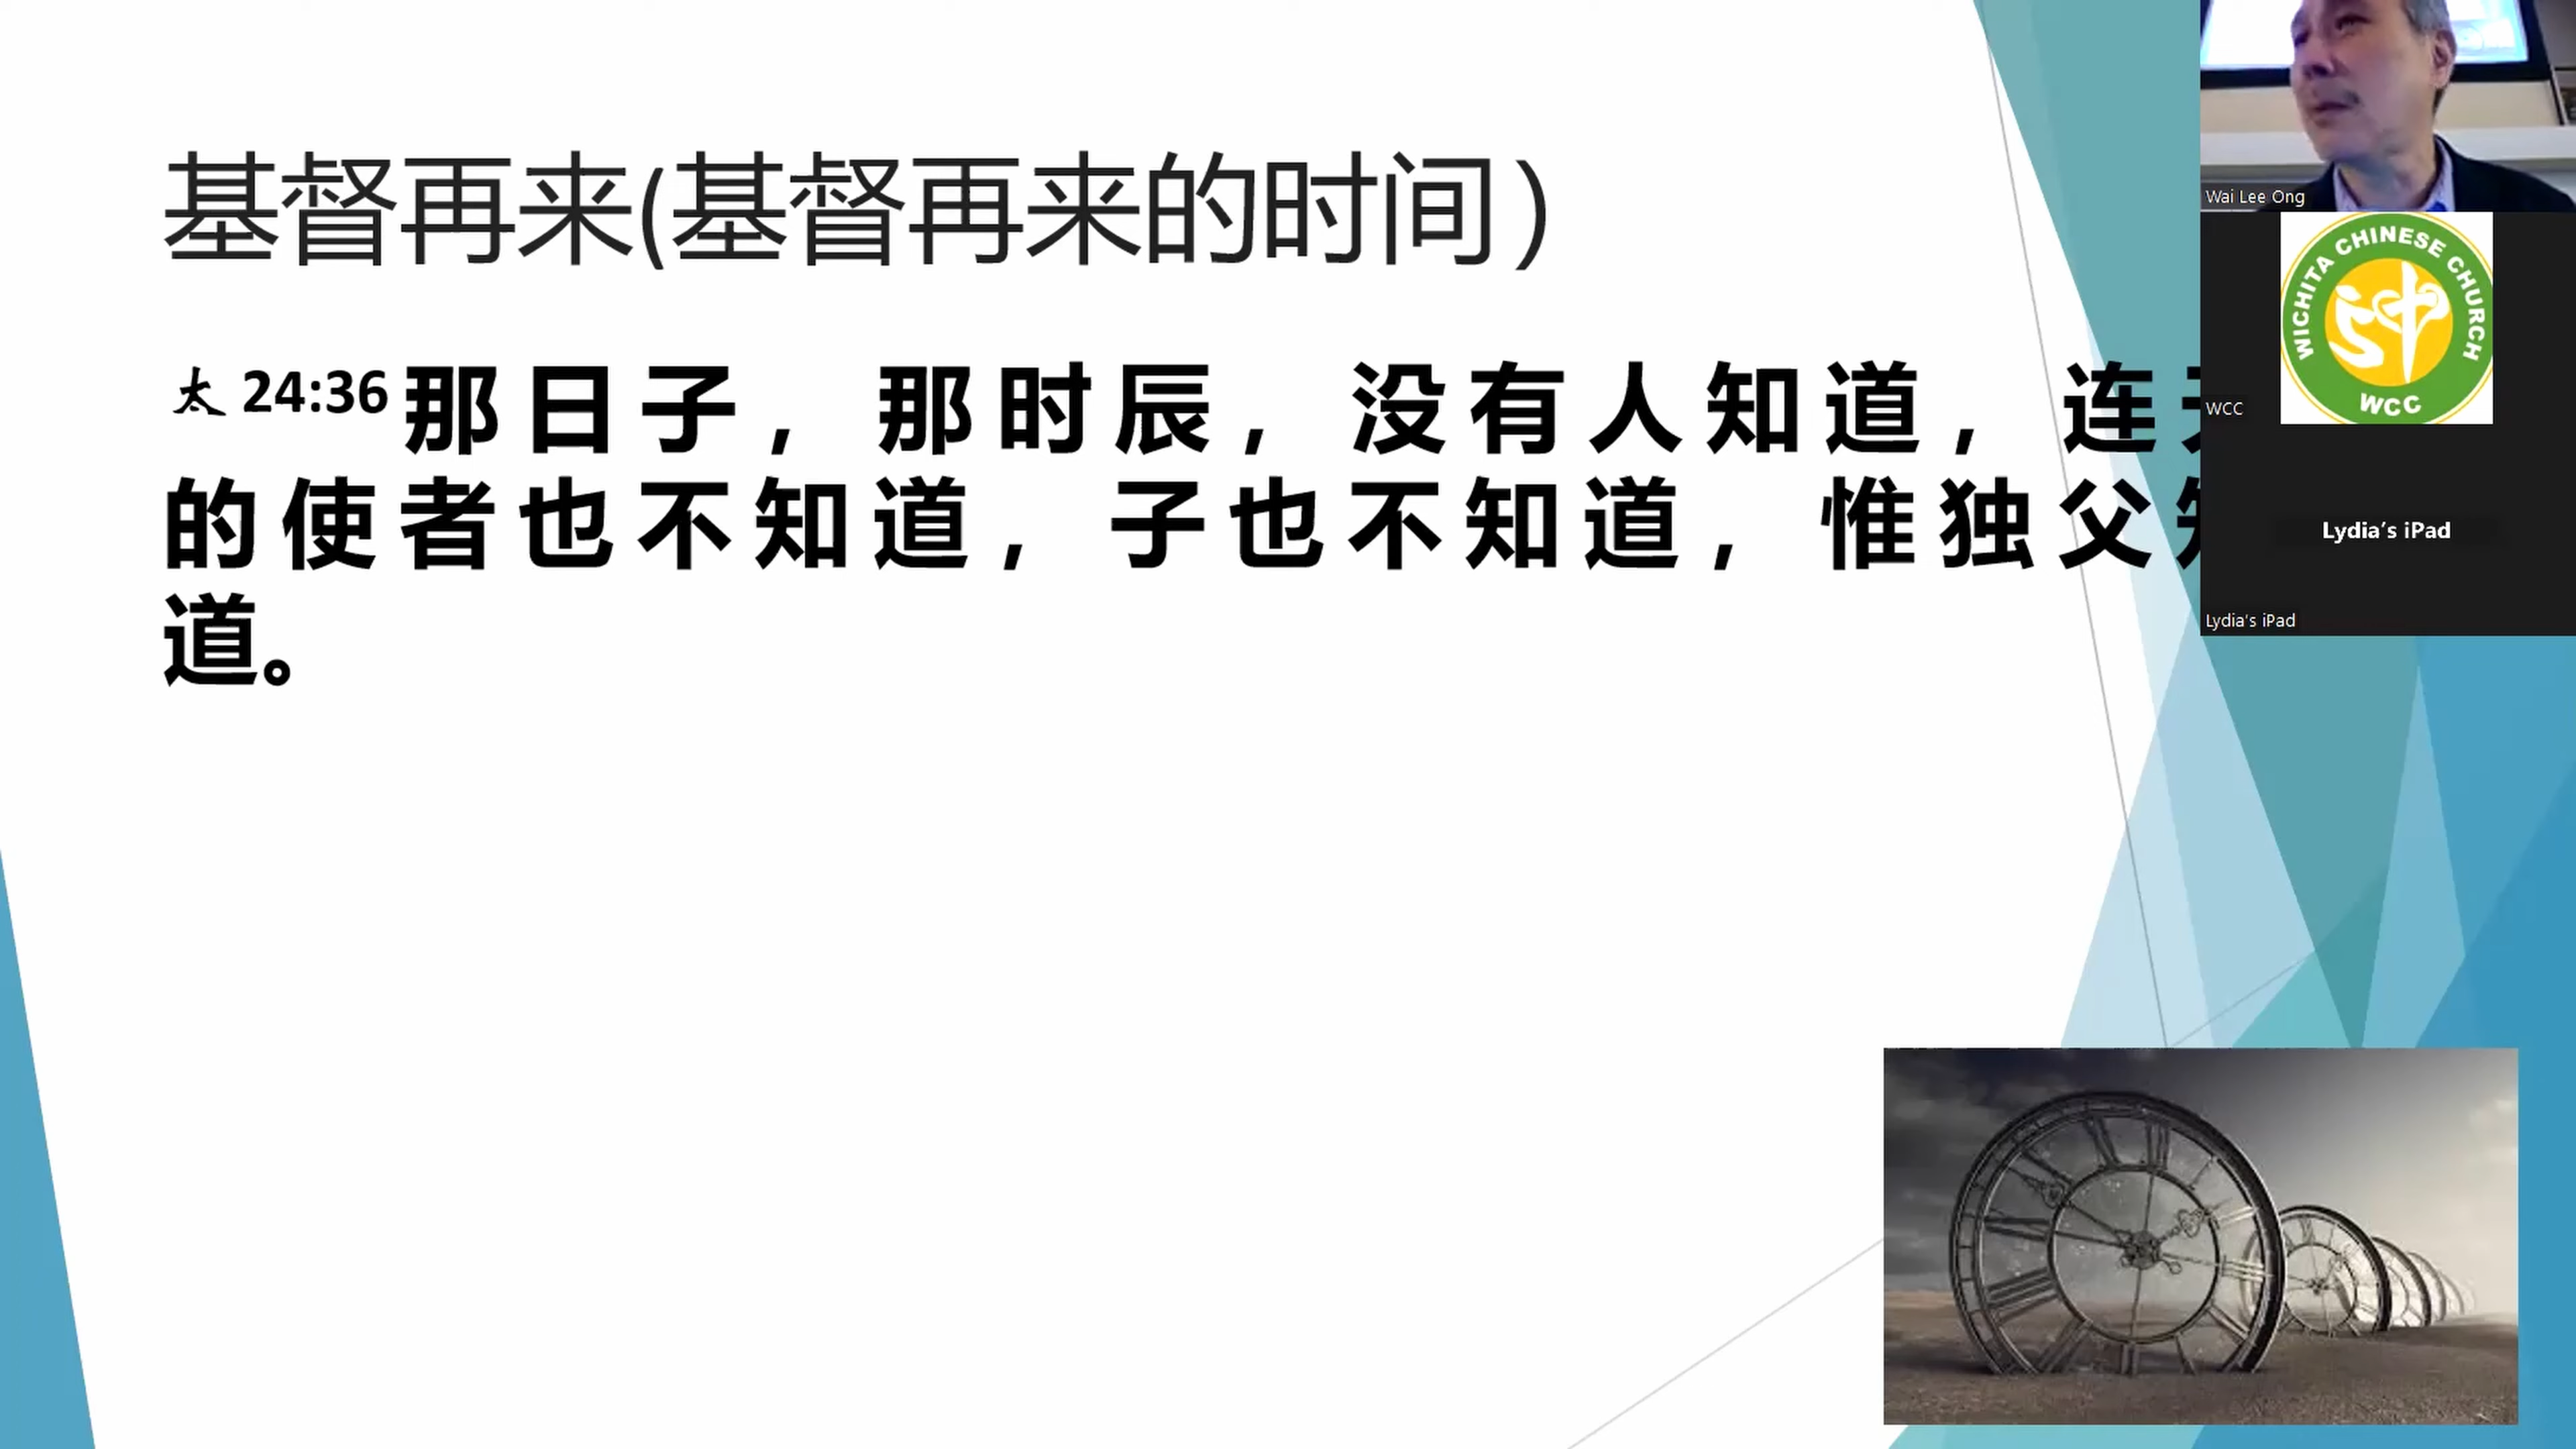 基督再来(基督再来的时间)
太 24:36 那日子，那时辰，没有人知道，连
的使者也不知道，子也不知道，惟独父
道。
Wai Lee Ong
WICHITA CHINESE CHURCH
WCC
WCC
Lydia's iPad
Lydia's iPad